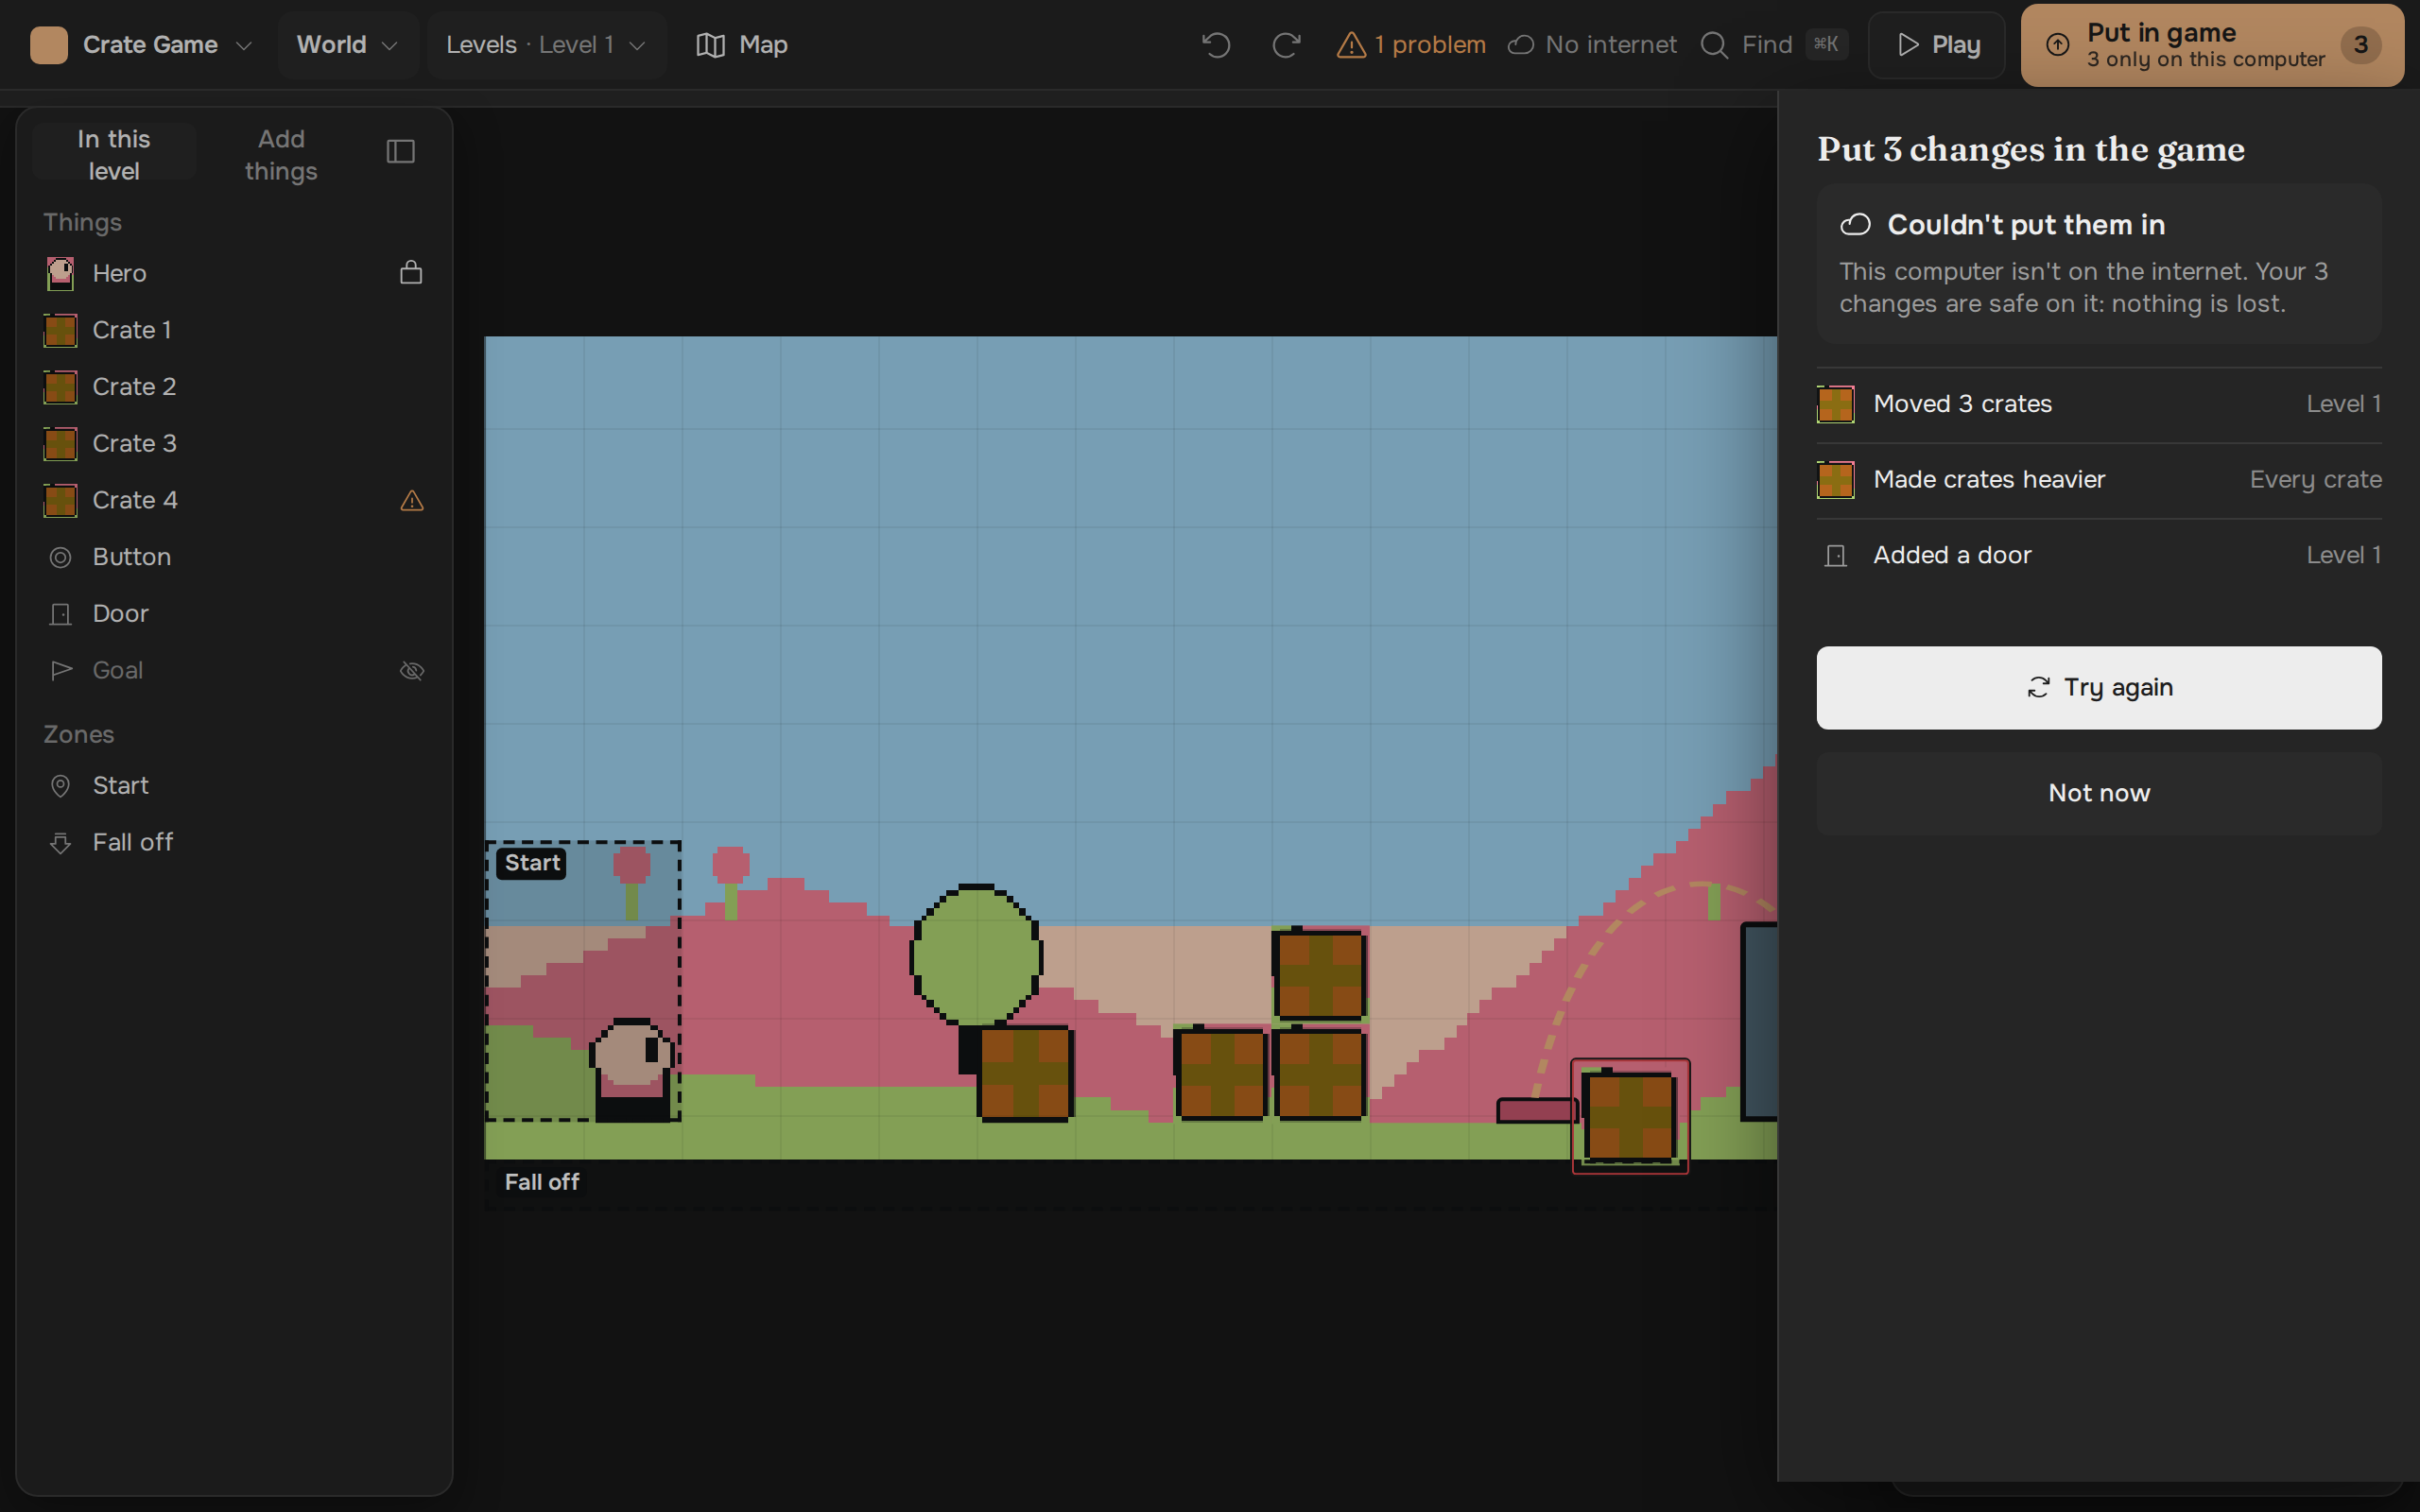 Crate Game
World
Levels · Level 1
Map
1 problem
No internet
Find ⌘K
Play
Put in game
3 only on this computer
3
In this level
Add things
Things
Hero
Crate 1
Crate 2
Crate 3
Crate 4
Button
Door
Goal
Zones
Start
Fall off
Start
Fall off
Put 3 changes in the game
Couldn't put them in
This computer isn't on the internet. Your 3
changes are safe on it: nothing is lost.
Moved 3 crates Level 1
Made crates heavier Every crate
Added a door Level 1
Try again
Not now